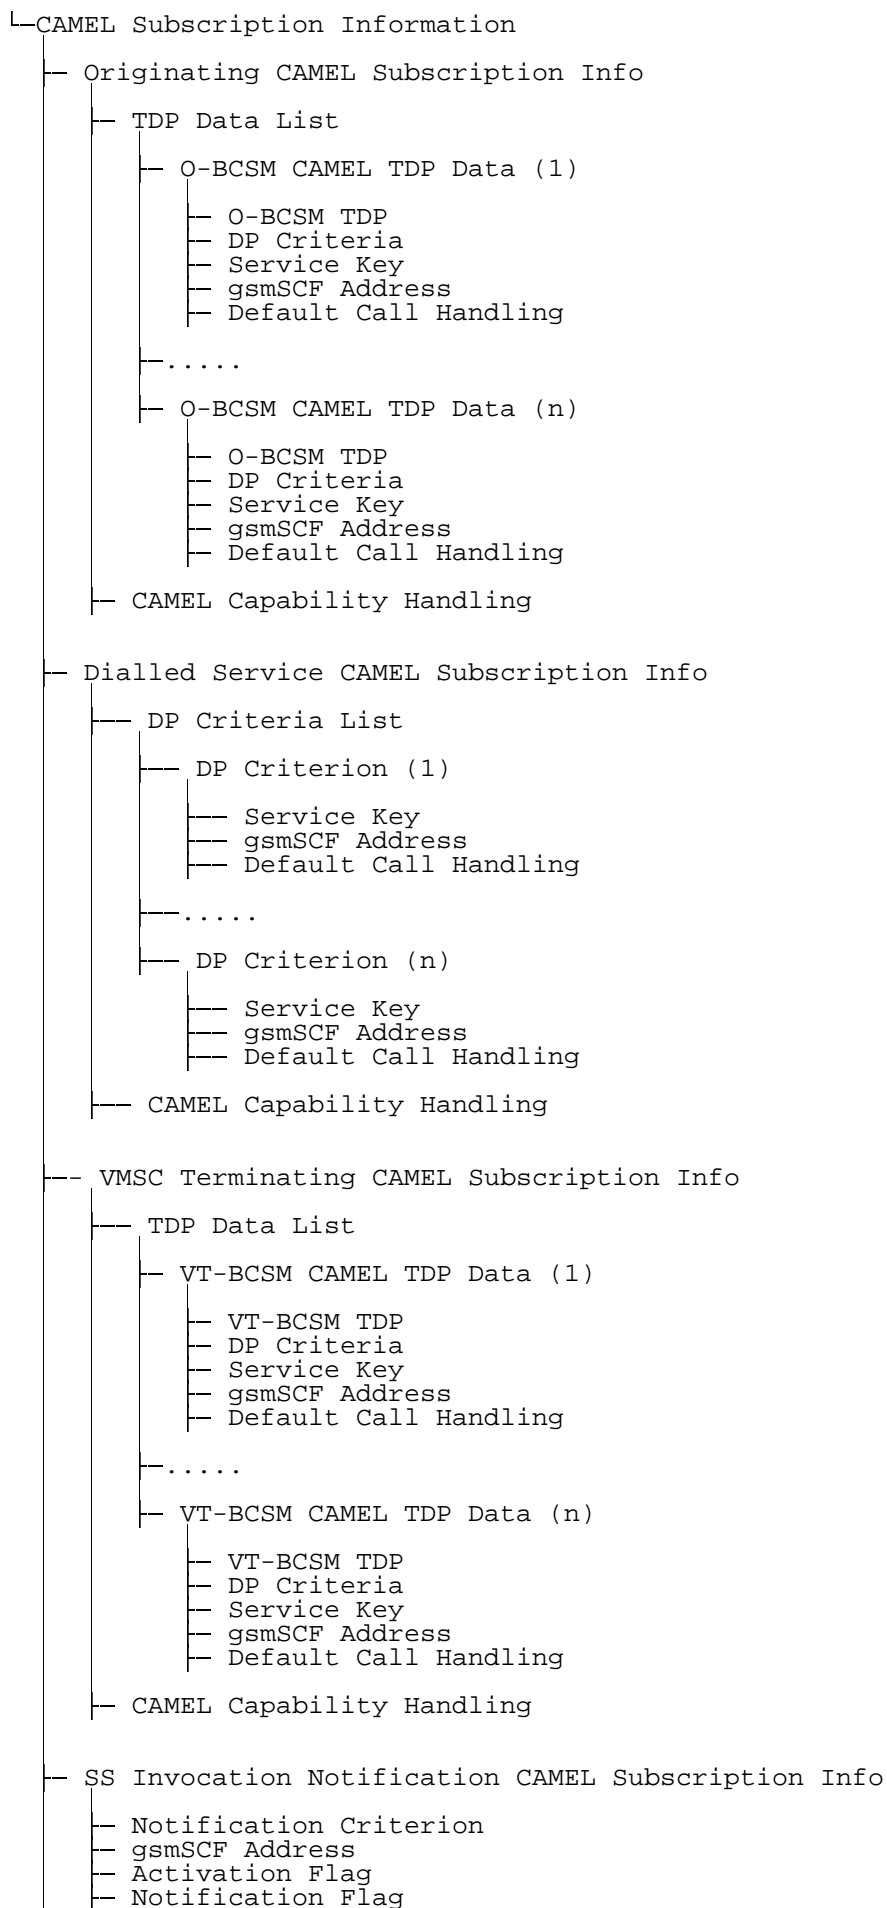 CAMEL Subscription Information
Originating CAMEL Subscription Info
TDP Data List
O-BCSM CAMEL TDP Data (1)
O-BCSM TDP
DP Criteria
Service Key
gsmSCF Address
Default Call Handling
.....
O-BCSM CAMEL TDP Data (n)
O-BCSM TDP
DP Criteria
Service Key
gsmSCF Address
Default Call Handling
CAMEL Capability Handling
Dialled Service CAMEL Subscription Info
DP Criteria List
DP Criterion (1)
Service Key
gsmSCF Address
Default Call Handling
.....
DP Criterion (n)
Service Key
gsmSCF Address
Default Call Handling
CAMEL Capability Handling
VMSC Terminating CAMEL Subscription Info
TDP Data List
VT-BCSM CAMEL TDP Data (1)
VT-BCSM TDP
DP Criteria
Service Key
gsmSCF Address
Default Call Handling
.....
VT-BCSM CAMEL TDP Data (n)
VT-BCSM TDP
DP Criteria
Service Key
gsmSCF Address
Default Call Handling
CAMEL Capability Handling
SS Invocation Notification CAMEL Subscription Info
Notification Criterion
gsmSCF Address
Activation Flag
Notification Flag